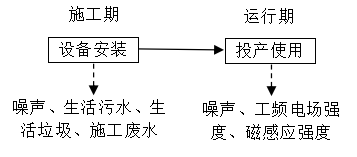 施工期
运行期
设备安装
投产使用
噪声、生活污水、生
活垃圾、施工废水
噪声、工频电场强
度、磁感应强度